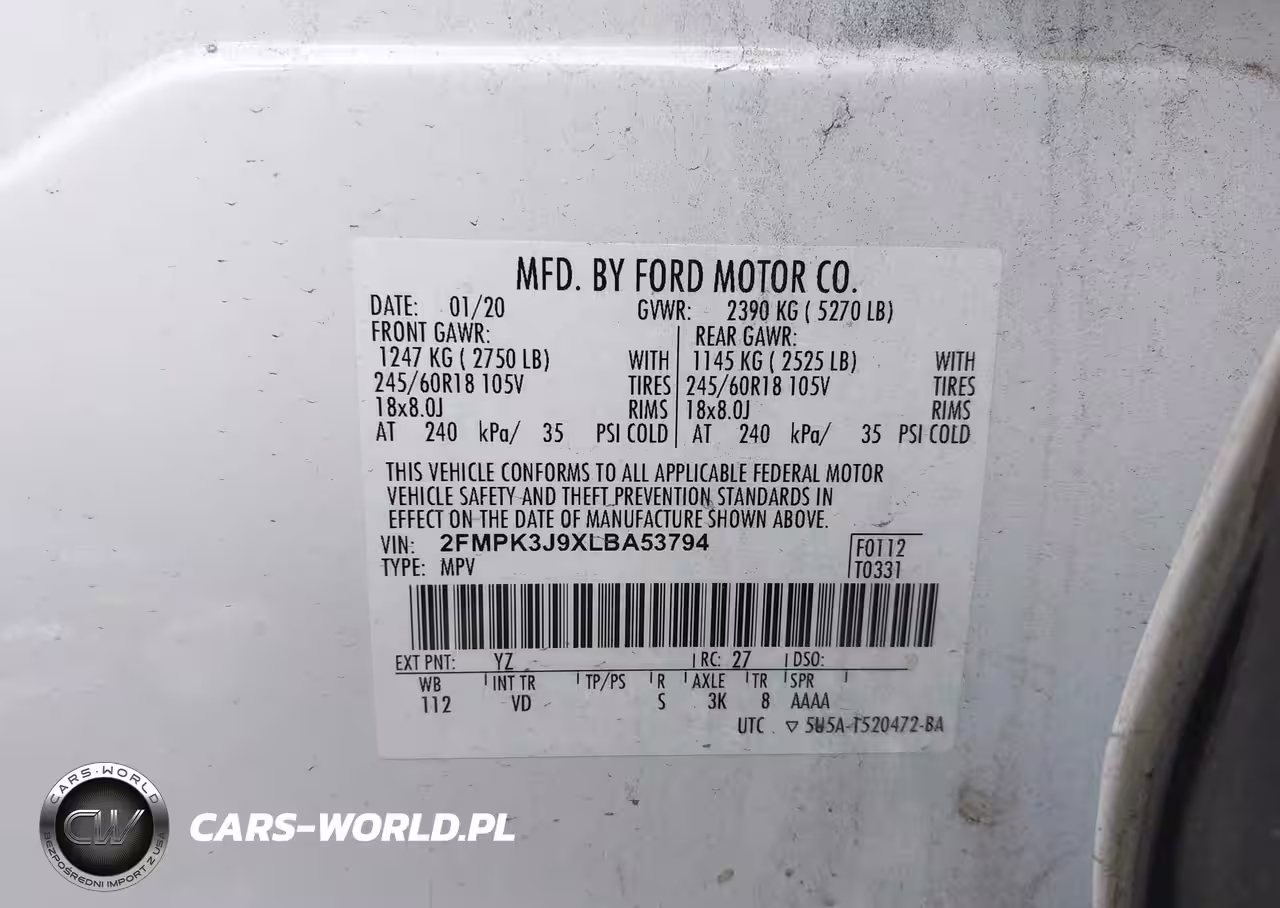 MFD. BY FORD MOTOR CO.
DATE: 01/20 GVWR: 2390 KG ( 5270 LB)
FRONT GAWR: REAR GAWR:
1247 KG ( 2750 LB) WITH 1145 KG ( 2525 LB) WITH
245/60R18 105V TIRES 245/60R18 105V TIRES
18x8.0J RIMS 18x8.0J RIMS
AT 240 kPa/ 35 PSI COLD AT 240 kPa/ 35 PSI COLD
THIS VEHICLE CONFORMS TO ALL APPLICABLE FEDERAL MOTOR
VEHICLE SAFETY AND THEFT PREVENTION STANDARDS IN
EFFECT ON THE DATE OF MANUFACTURE SHOWN ABOVE.
VIN: 2FMPK3J9XLBA53794 F0112
TYPE: MPV T0331
EXT PNT: YZ RC: 27 DSO:
WB INT TR TP/PS R AXLE TR SPR
112 VD S 3K 8 AAAA
UTC ▽ 5U5A-1520472-BA
CARS-WORLD
CW
BEZPOŚREDNI IMPORT Z USA
CARS-WORLD.PL